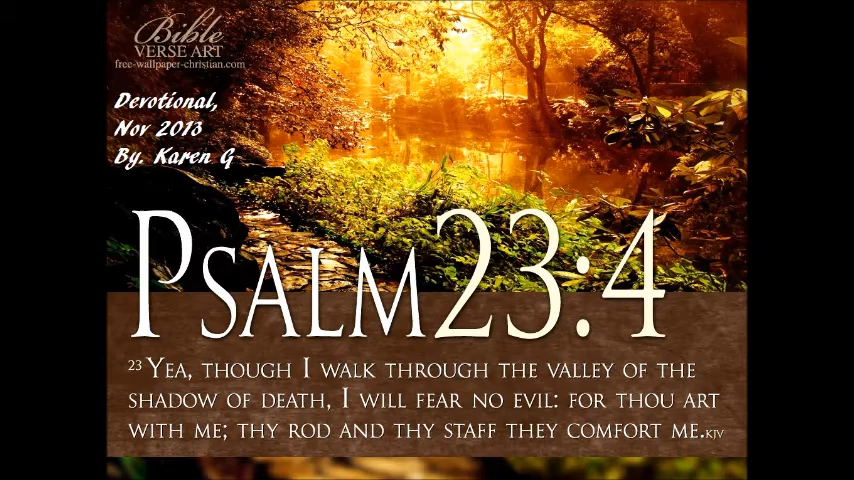 Bible
VERSE ART
free-wallpaper-christian.com
Devotional,
Nov 2013
By. Karen G
PSALM 23:4
23 YEA, THOUGH I WALK THROUGH THE VALLEY OF THE
SHADOW OF DEATH, I WILL FEAR NO EVIL: FOR THOU ART
WITH ME; THY ROD AND THY STAFF THEY COMFORT ME.KJV